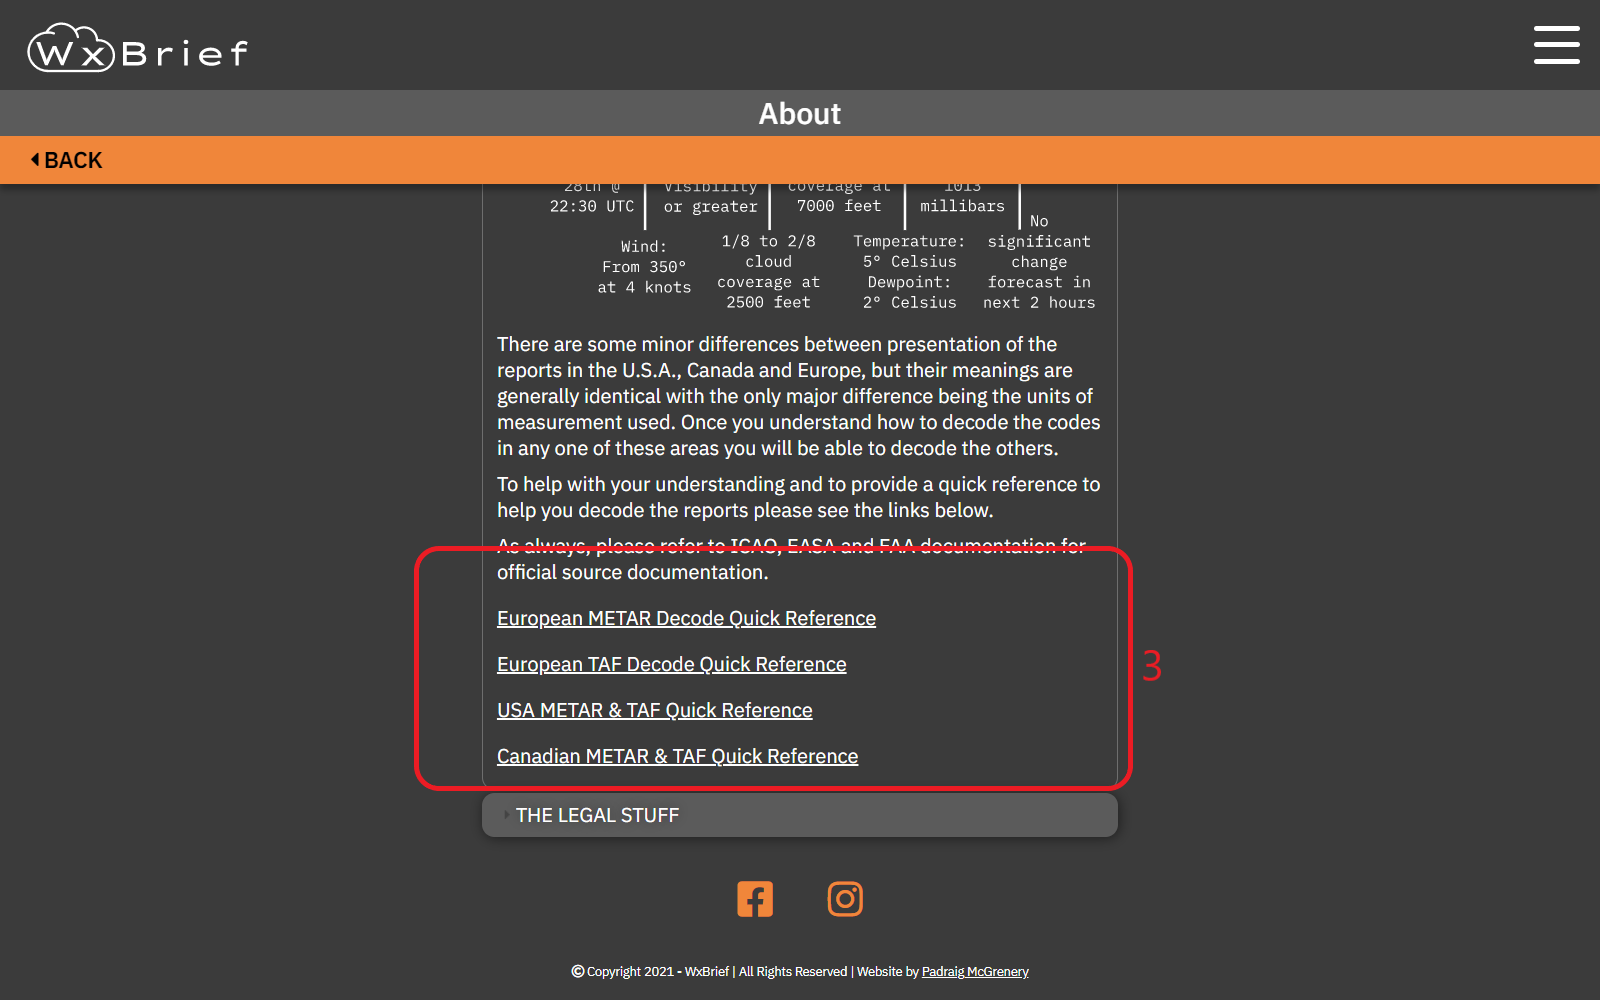 WxBrief
About
BACK
28th @
22:30 UTC
Visibility
or greater
coverage at
7000 feet
1013
millibars
Wind:
From 350°
at 4 knots
1/8 to 2/8
cloud
coverage at
2500 feet
Temperature:
5° Celsius
Dewpoint:
2° Celsius
No
significant
change
forecast in
next 2 hours
There are some minor differences between presentation of the
reports in the U.S.A., Canada and Europe, but their meanings are
generally identical with the only major difference being the units of
measurement used. Once you understand how to decode the codes
in any one of these areas you will be able to decode the others.
To help with your understanding and to provide a quick reference to
help you decode the reports please see the links below.
As always, please refer to ICAO, EASA and FAA documentation for
official source documentation.
European METAR Decode Quick Reference
European TAF Decode Quick Reference
USA METAR & TAF Quick Reference
Canadian METAR & TAF Quick Reference
3
THE LEGAL STUFF
© Copyright 2021 - WxBrief | All Rights Reserved | Website by Padraig McGrenery